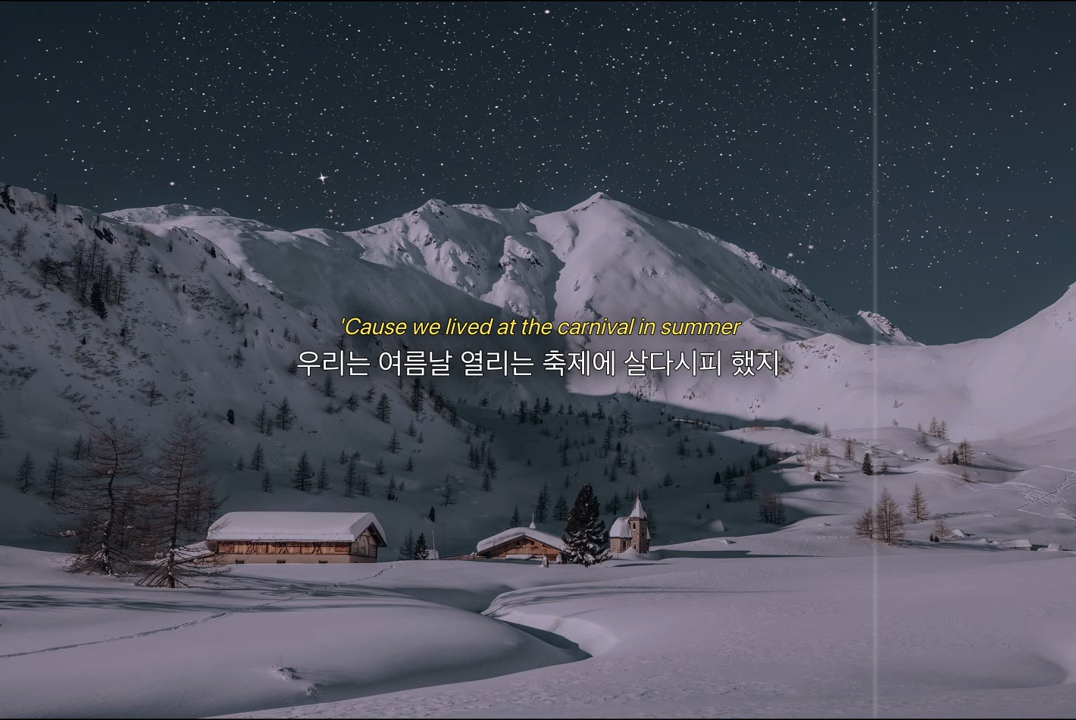 'Cause we lived at the carnival in summer
우리는 여름날 열리는 축제에 살다시피 했지